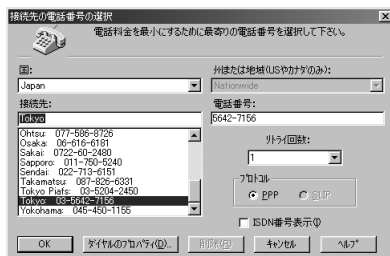 接続先の電話番号の選択
電話料金を最小にするために最寄りの電話番号を選択して下さい。
国:
Japan
州または地域(USやカナダのみ):
Nationwide
接続先:
Tokyo
電話番号:
5642-7156
Ohtsu: 077-586-8726
Osaka: 06-616-6181
Sakai: 0722-60-2480
Sapporo: 011-750-5240
Sendai: 022-713-6151
Takamatsu: 087-826-6331
Tokyo Piafs: 03-5204-2450
Tokyo: 03-5642-7156
Yokohama: 045-450-1155
リトライ回数:
1
プロトコル
PPP
SLIP
ISDN番号表示(I)
OK
ダイヤルのプロパティ(D)...
削除(R)
キャンセル
ヘルプ